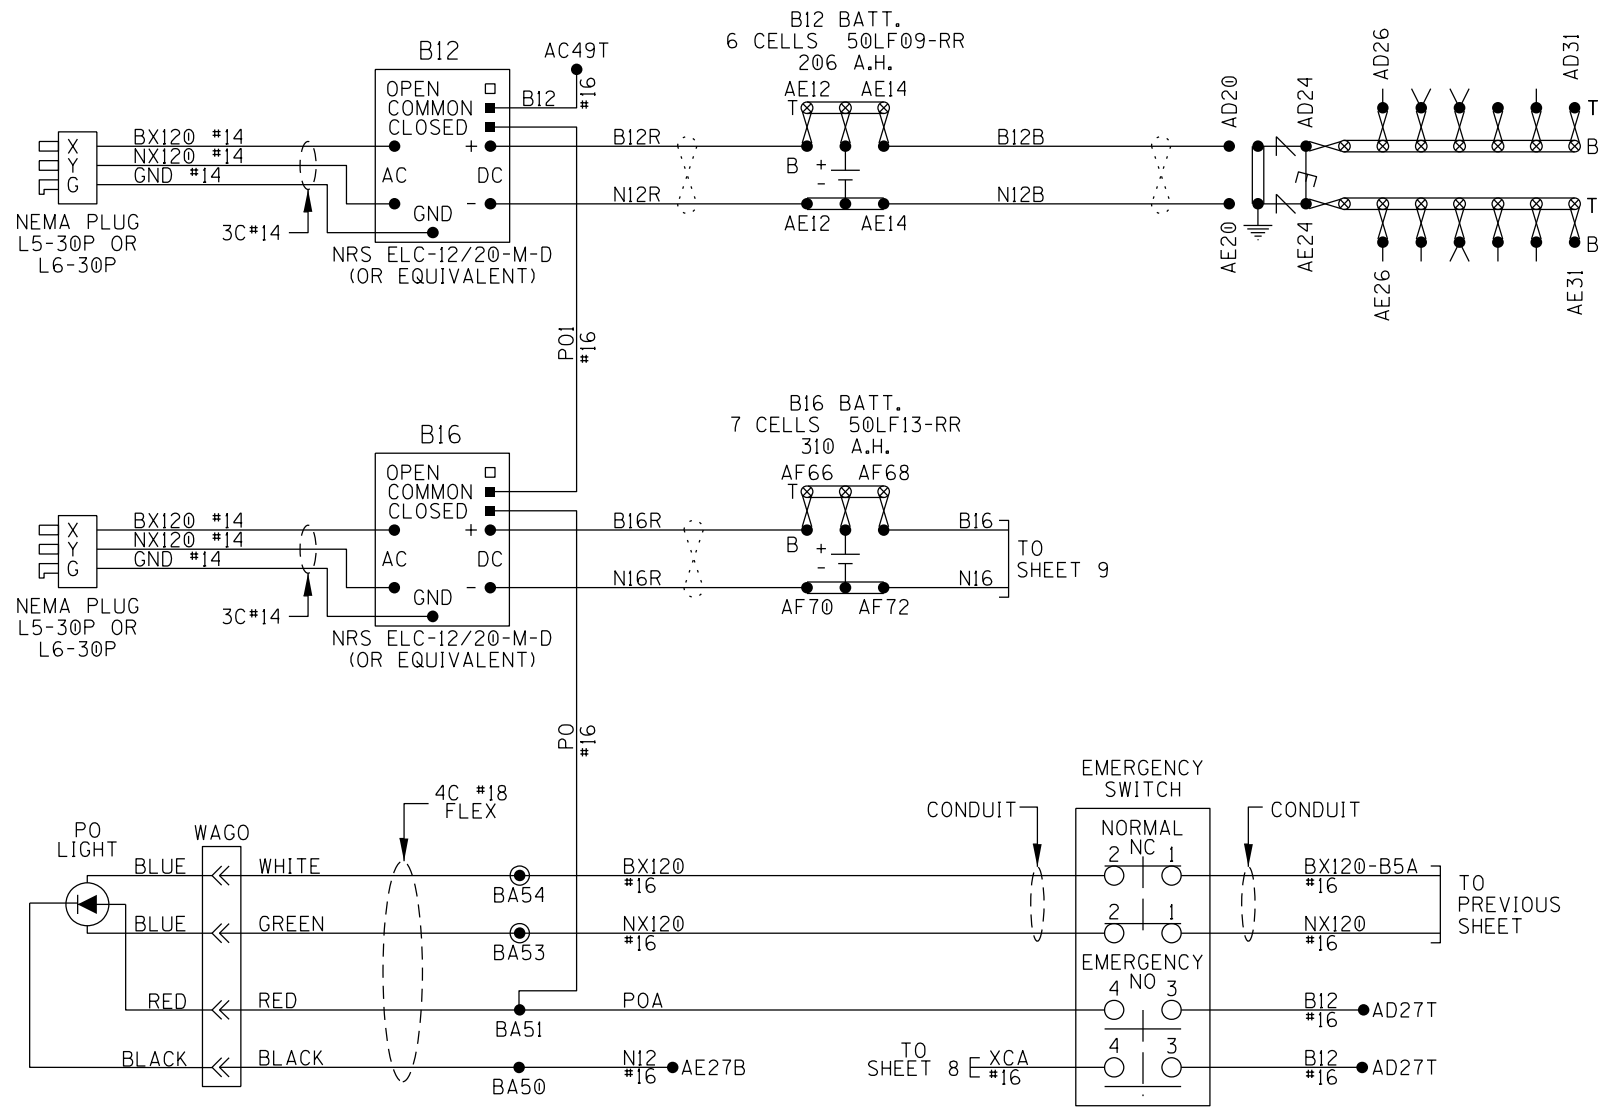 B12 BATT.
6 CELLS 50LF09-RR
206 A.H.
B12
AC49T
#16
OPEN
COMMON
CLOSED
B12
AE12 AE14
T
AD26
AD31
AD20
AD24
T
B
X
Y
G
BX120 #14
NX120 #14
GND #14
AC
+
DC
-
GND
B12R
N12R
B
+
-
AE12 AE14
B12B
N12B
AE20
AE24
T
B
AE26
AE31
NEMA PLUG
L5-30P OR
L6-30P
3C#14
NRS ELC-12/20-M-D
(OR EQUIVALENT)
PO1
#16
B16 BATT.
7 CELLS 50LF13-RR
310 A.H.
B16
OPEN
COMMON
CLOSED
AF66 AF68
T
X
Y
G
BX120 #14
NX120 #14
GND #14
AC
+
DC
-
GND
B16R
N16R
B
+
-
AF70 AF72
B16
N16
TO
SHEET 9
NEMA PLUG
L5-30P OR
L6-30P
3C#14
NRS ELC-12/20-M-D
(OR EQUIVALENT)
PO
#16
4C #18
FLEX
EMERGENCY
SWITCH
CONDUIT
CONDUIT
PO
LIGHT
WAGO
NORMAL
NC
BLUE
WHITE
BA54
BX120
#16
2 1
BX120-B5A
#16
BLUE
GREEN
BA53
NX120
#16
2 1
NX120
#16
TO
PREVIOUS
SHEET
EMERGENCY
NO
RED
RED
BA51
POA
4 3
B12
#16
AD27T
BLACK
BLACK
BA50
N12
#16
AE27B
TO
SHEET 8
XCA
#16
4 3
B12
#16
AD27T